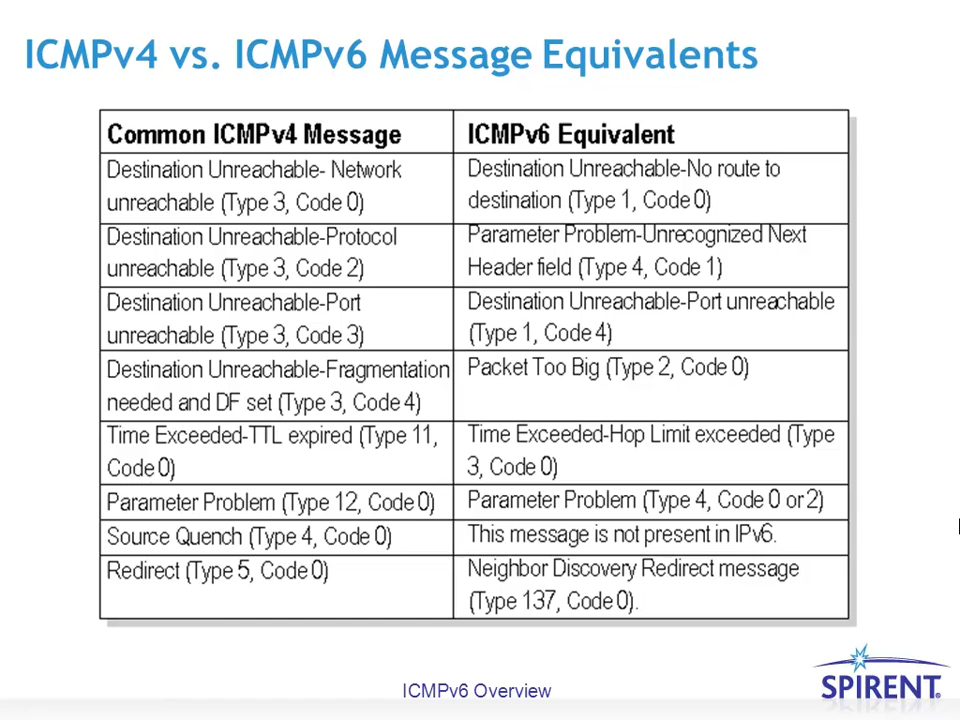 ICMPv4 vs. ICMPv6 Message Equivalents
Common ICMPv4 Message
ICMPv6 Equivalent
Destination Unreachable- Network
unreachable (Type 3, Code 0)
Destination Unreachable-No route to
destination (Type 1, Code 0)
Destination Unreachable-Protocol
unreachable (Type 3, Code 2)
Parameter Problem-Unrecognized Next
Header field (Type 4, Code 1)
Destination Unreachable-Port
unreachable (Type 3, Code 3)
Destination Unreachable-Port unreachable
(Type 1, Code 4)
Destination Unreachable-Fragmentation
needed and DF set (Type 3, Code 4)
Packet Too Big (Type 2, Code 0)
Time Exceeded-TTL expired (Type 11,
Code 0)
Time Exceeded-Hop Limit exceeded (Type
3, Code 0)
Parameter Problem (Type 12, Code 0)
Parameter Problem (Type 4, Code 0 or 2)
Source Quench (Type 4, Code 0)
This message is not present in IPv6.
Redirect (Type 5, Code 0)
Neighbor Discovery Redirect message
(Type 137, Code 0).
ICMPv6 Overview
SPIRENT®